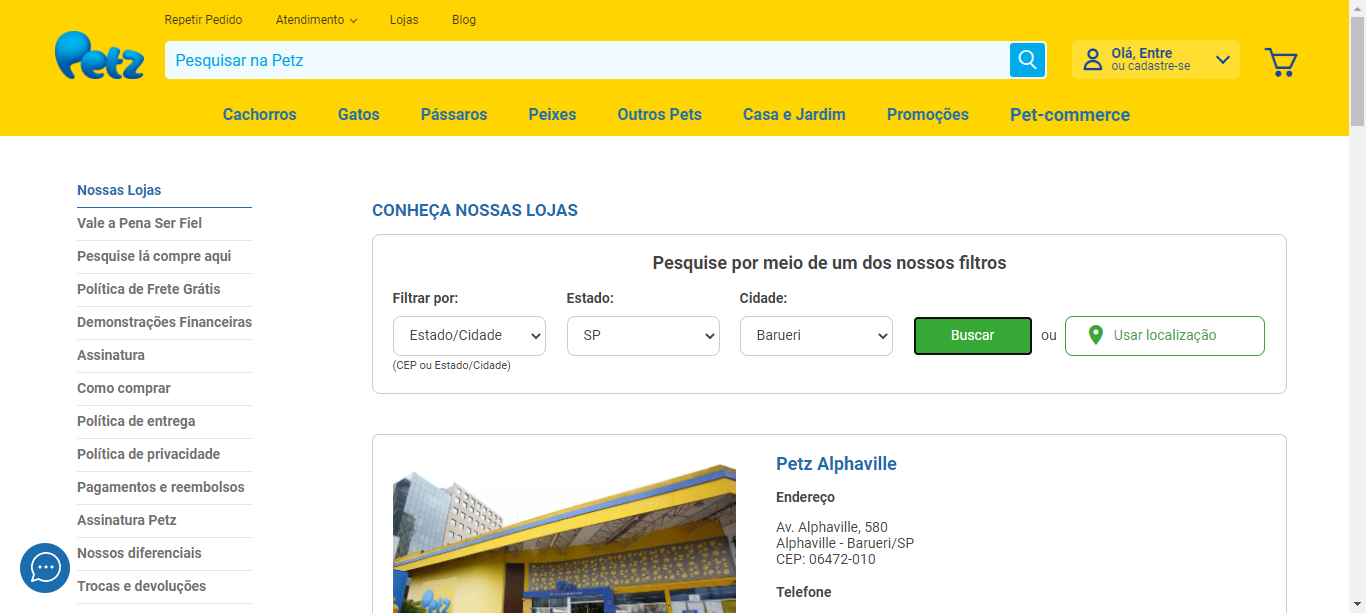 Repetir Pedido Atendimento Lojas Blog
Petz
Pesquisar na Petz
Olá, Entre
ou cadastre-se
Cachorros Gatos Pássaros Peixes Outros Pets Casa e Jardim Promoções Pet-commerce
Nossas Lojas
Vale a Pena Ser Fiel
Pesquise lá compre aqui
Política de Frete Grátis
Demonstrações Financeiras
Assinatura
Como comprar
Política de entrega
Política de privacidade
Pagamentos e reembolsos
Assinatura Petz
Nossos diferenciais
Trocas e devoluções
CONHEÇA NOSSAS LOJAS
Pesquise por meio de um dos nossos filtros
Filtrar por: Estado: Cidade:
Estado/Cidade SP Barueri Buscar ou Usar localização
(CEP ou Estado/Cidade)
Petz
Petz Alphaville
Endereço
Av. Alphaville, 580
Alphaville - Barueri/SP
CEP: 06472-010
Telefone